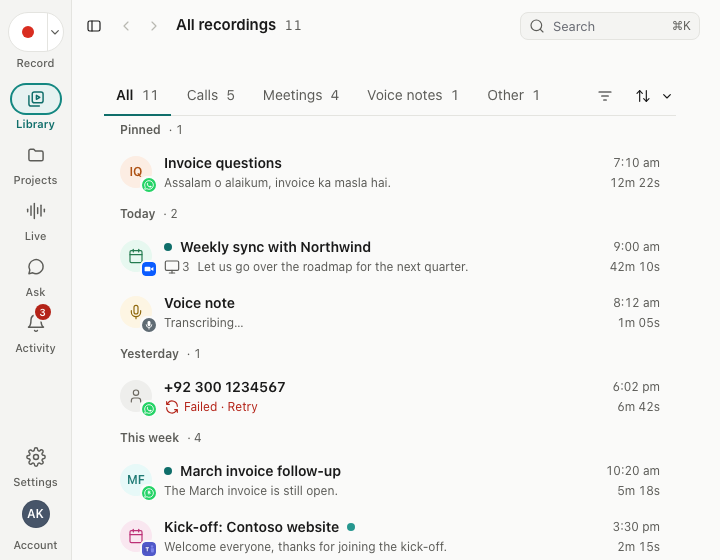 Record
Library
Projects
Live
Ask
3
Activity
Settings
AK
Account
All recordings 11
Search ⌘K
All 11 Calls 5 Meetings 4 Voice notes 1 Other 1
Pinned · 1
IQ Invoice questions 7:10 am
Assalam o alaikum, invoice ka masla hai. 12m 22s
Today · 2
Weekly sync with Northwind 9:00 am
3 Let us go over the roadmap for the next quarter. 42m 10s
Voice note 8:12 am
Transcribing... 1m 05s
Yesterday · 1
+92 300 1234567 6:02 pm
Failed · Retry 6m 42s
This week · 4
MF March invoice follow-up 10:20 am
The March invoice is still open. 5m 18s
Kick-off: Contoso website 3:30 pm
Welcome everyone, thanks for joining the kick-off. 2m 15s